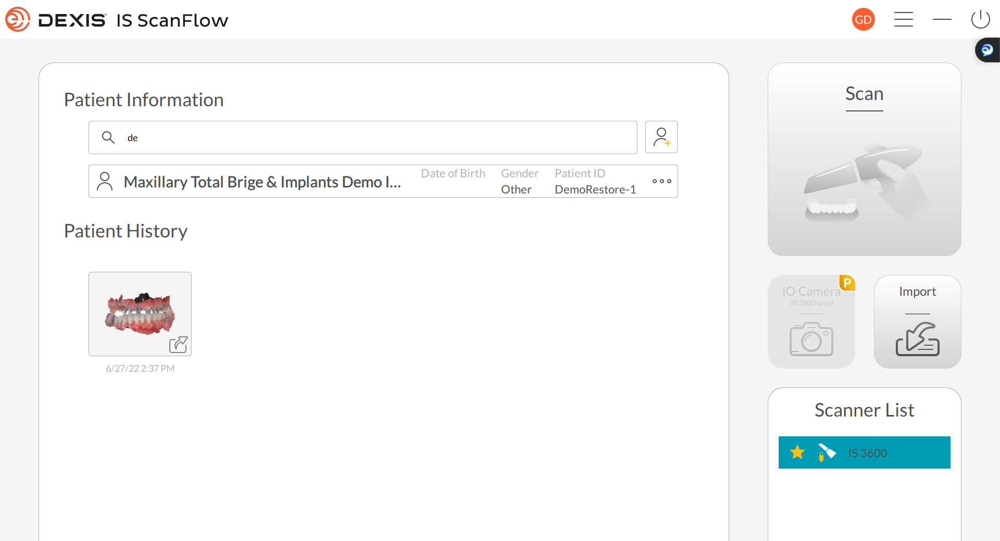 DEXIS™ IS ScanFlow
GD
Patient Information
de
Maxillary Total Brige & Implants Demo I...
Date of Birth
Gender
Other
Patient ID
DemoRestore-1
Patient History
6/27/22 2:37 PM
Scan
IO Camera
(IS 3800 only)
P
Import
Scanner List
IS 3600